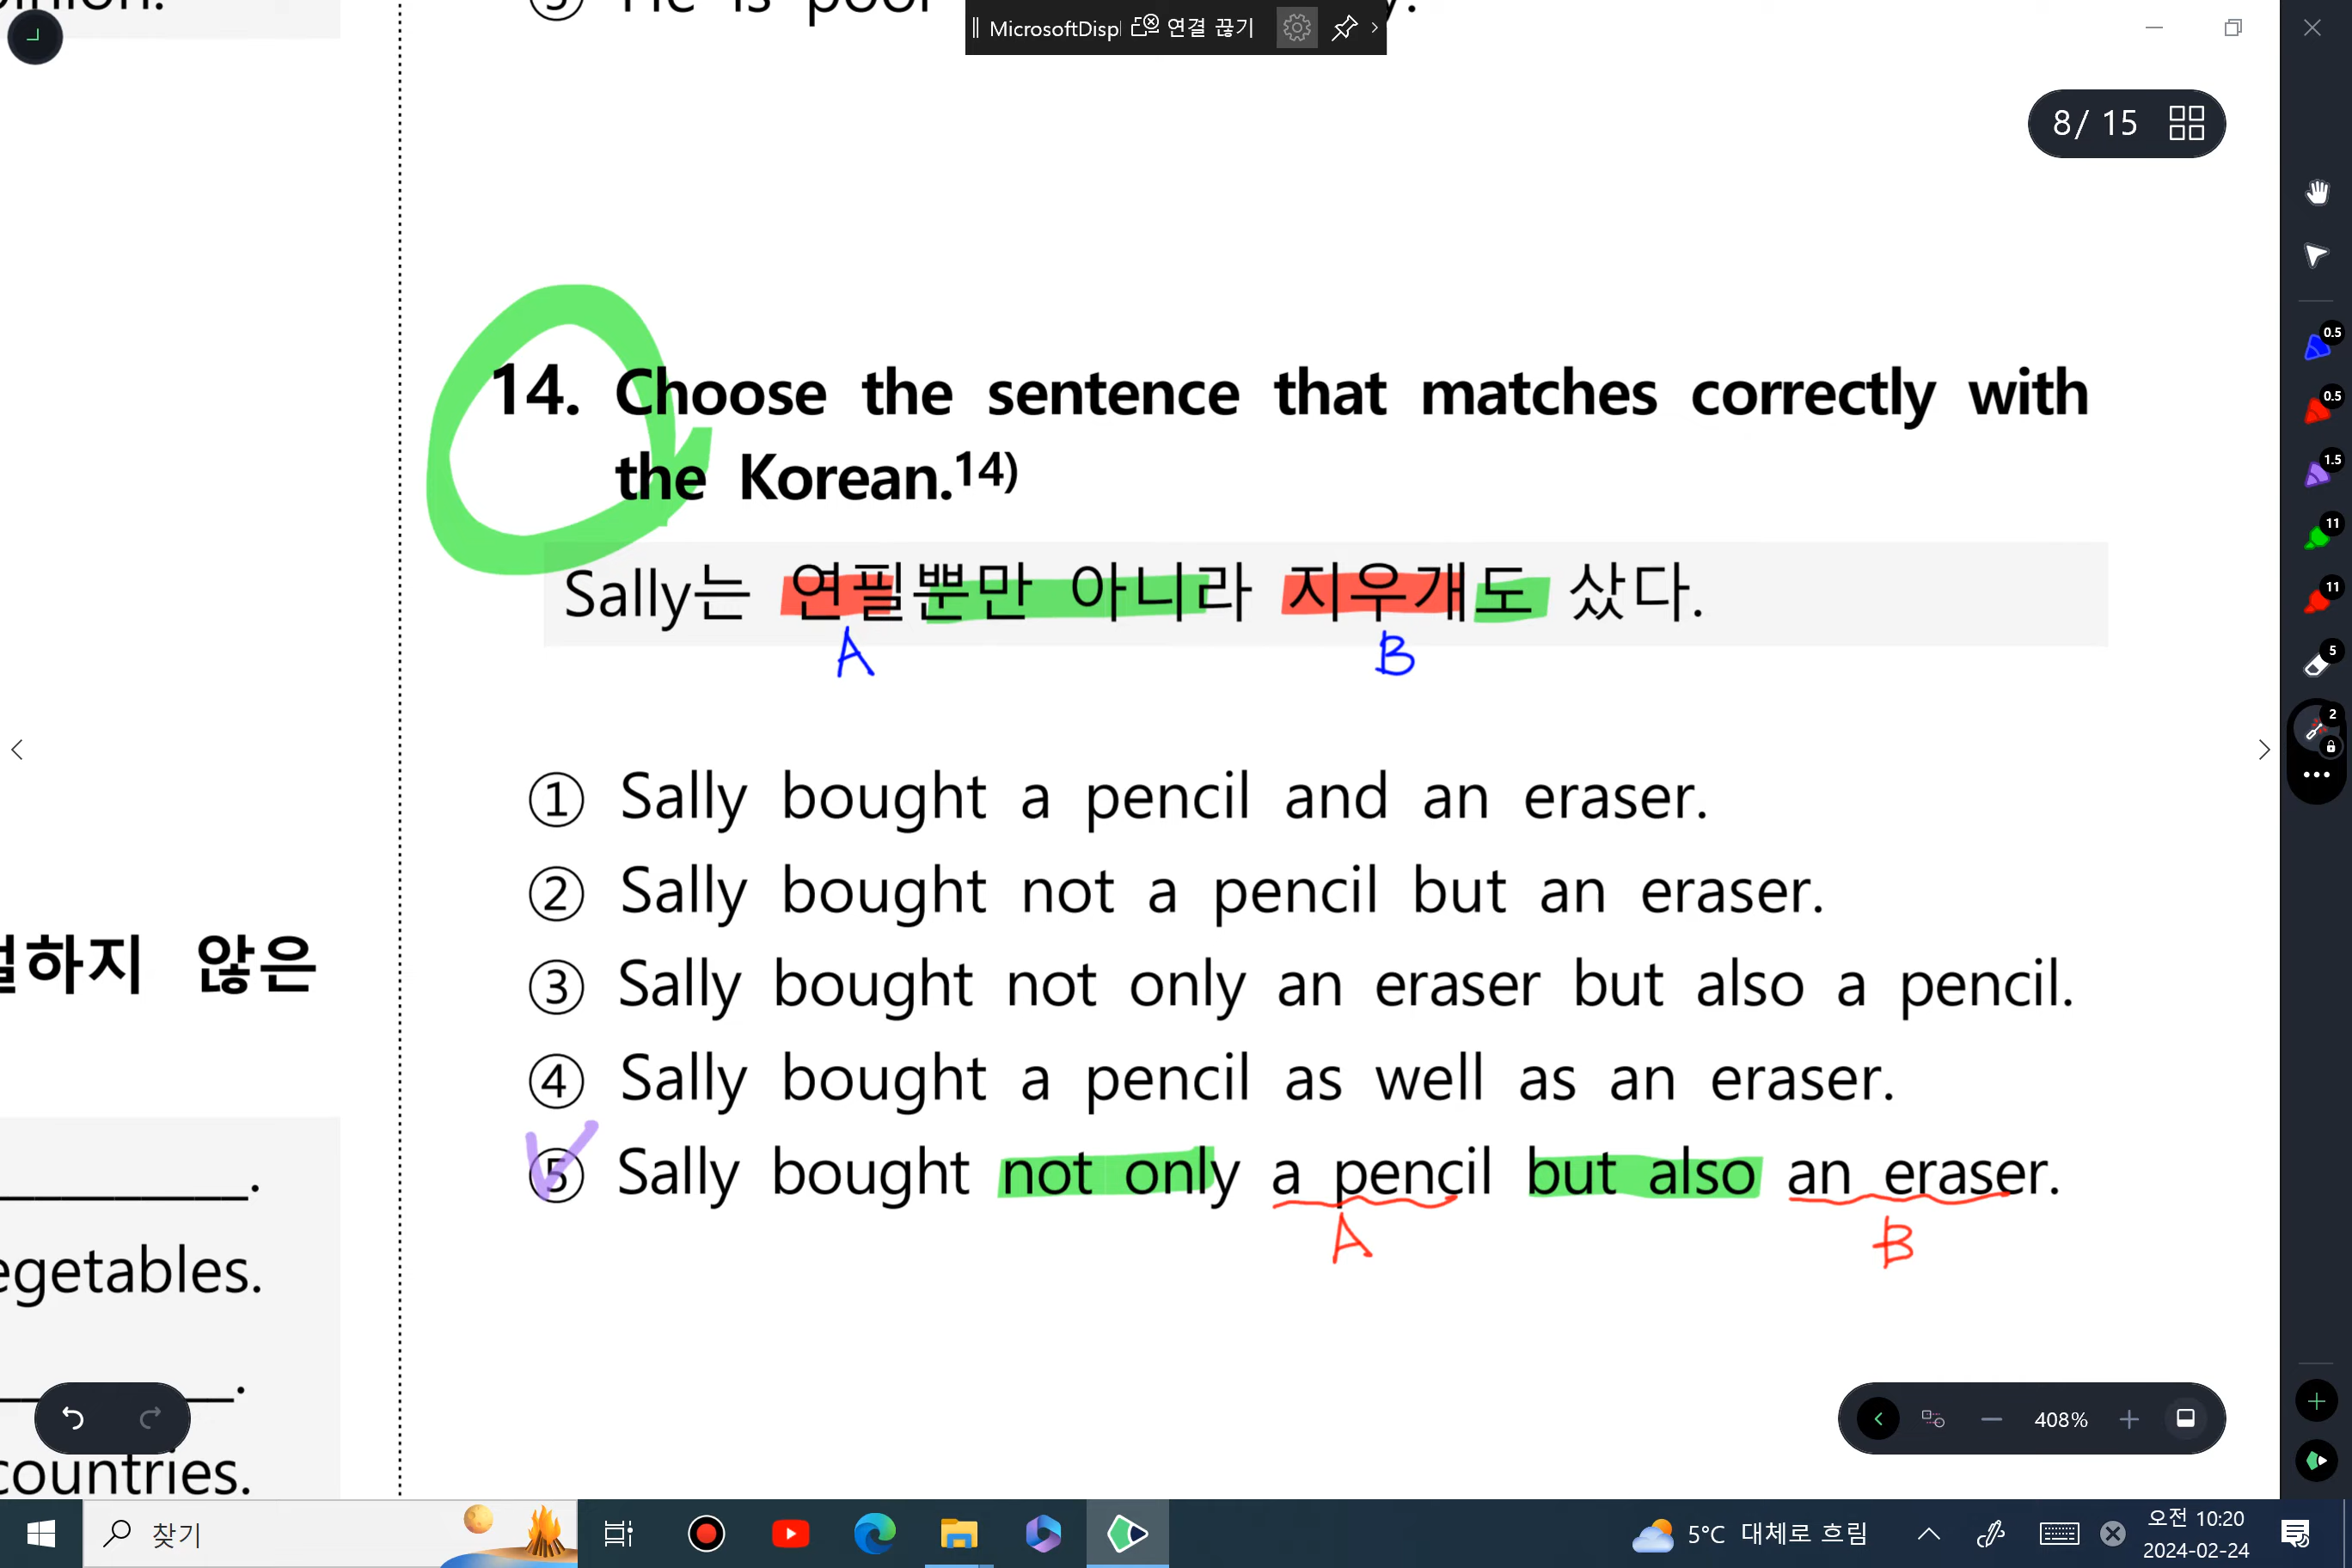 MicrosoftDispl 연결 끊기
8/ 15
14. Choose the sentence that matches correctly with
the Korean.14)
Sally는 연필뿐만 아니라 지우개도 샀다.
A B
① Sally bought a pencil and an eraser.
② Sally bought not a pencil but an eraser.
③ Sally bought not only an eraser but also a pencil.
④ Sally bought a pencil as well as an eraser.
⑤ Sally bought not only a pencil but also an eraser.
A B
하지 않은
egetables.
countries.
0.5
0.5
1.5
11
11
5
2
408%
찾기
5°C 대체로 흐림
오전 10:20
2024-02-24